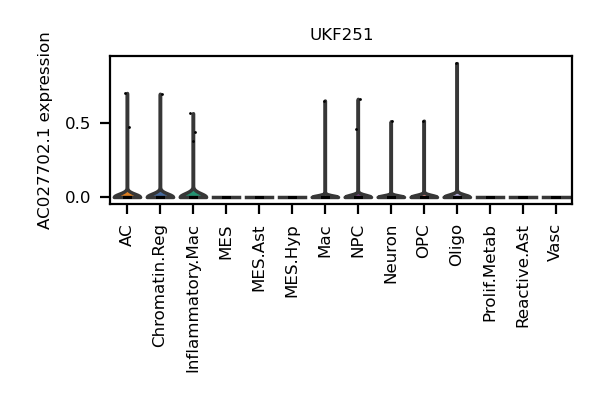 UKF251
AC027702.1 expression
0.5
0.0
AC
Chromatin.Reg
Inflammatory.Mac
MES
MES.Ast
MES.Hyp
Mac
NPC
Neuron
OPC
Oligo
Prolif.Metab
Reactive.Ast
Vasc